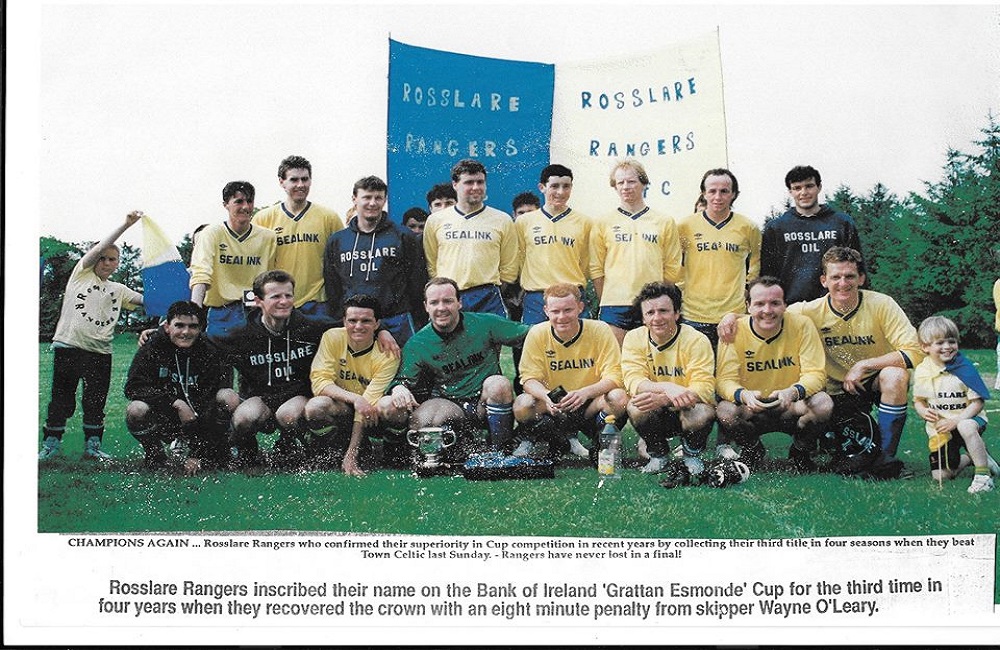 ROSSLARE
RANGERS
ROSSLARE
RANGERS
FC
SEALINK
SEALINK
ROSSLARE
OIL
SEALINK
SEALINK
SEALINK
SEALINK
ROSSLARE
OIL
RANGERS
ROSSLARE
OIL
SEALINK
SEALINK
SEALINK
SEALINK
SEALINK
SEALINK
SLARE
RANGERS
CHAMPIONS AGAIN ... Rosslare Rangers who confirmed their superiority in Cup competition in recent years by collecting their third title in four seasons when they beat
Town Celtic last Sunday. - Rangers have never lost in a final!
Rosslare Rangers inscribed their name on the Bank of Ireland 'Grattan Esmonde' Cup for the third time in
four years when they recovered the crown with an eight minute penalty from skipper Wayne O'Leary.